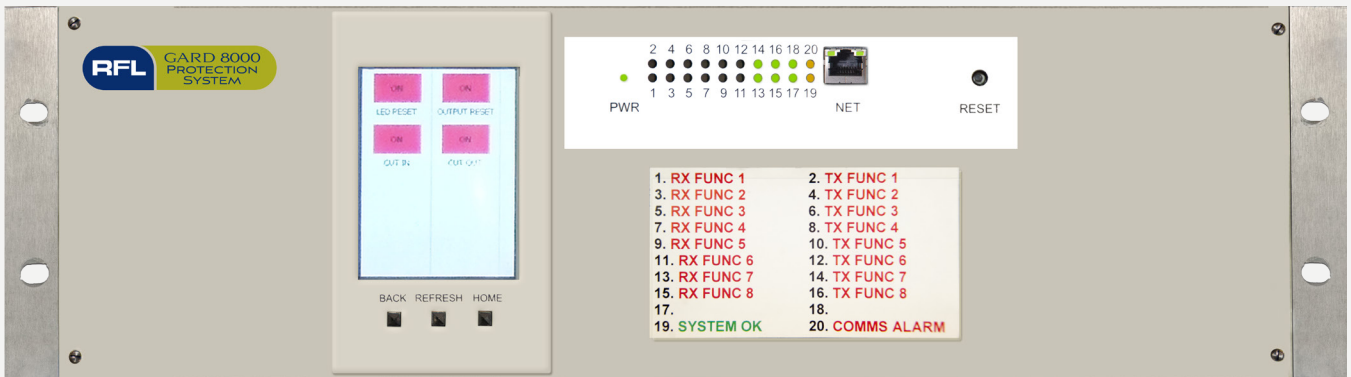 RFL
GARD 8000
PROTECTION
SYSTEM
ON ON
LED RESET OUTPUT RESET
ON ON
CUT IN CUT OUT
BACK REFRESH HOME
2 4 6 8 10 12 14 16 18 20
1 3 5 7 9 11 13 15 17 19
PWR
NET
RESET
1. RX FUNC 1 2. TX FUNC 1
3. RX FUNC 2 4. TX FUNC 2
5. RX FUNC 3 6. TX FUNC 3
7. RX FUNC 4 8. TX FUNC 4
9. RX FUNC 5 10. TX FUNC 5
11. RX FUNC 6 12. TX FUNC 6
13. RX FUNC 7 14. TX FUNC 7
15. RX FUNC 8 16. TX FUNC 8
17. 18.
19. SYSTEM OK 20. COMMS ALARM